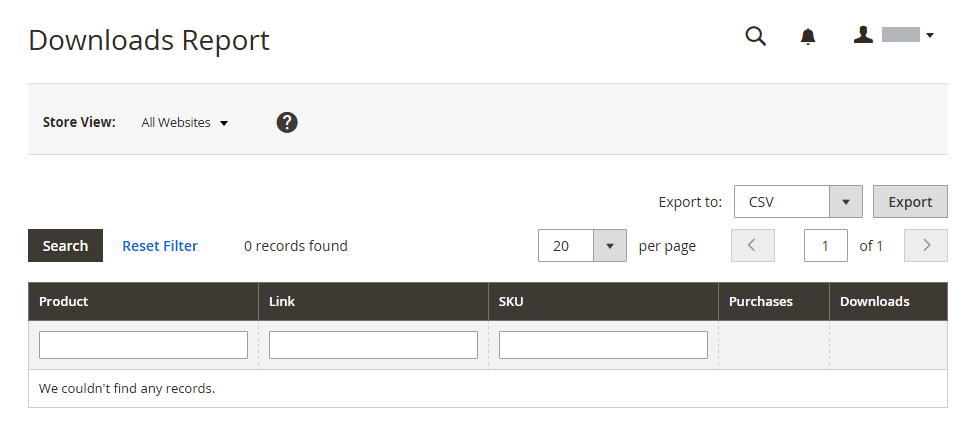 Downloads Report
Store View: All Websites ?
Export to: CSV Export
Search Reset Filter 0 records found 20 per page 1 of 1
Product Link SKU Purchases Downloads
We couldn't find any records.